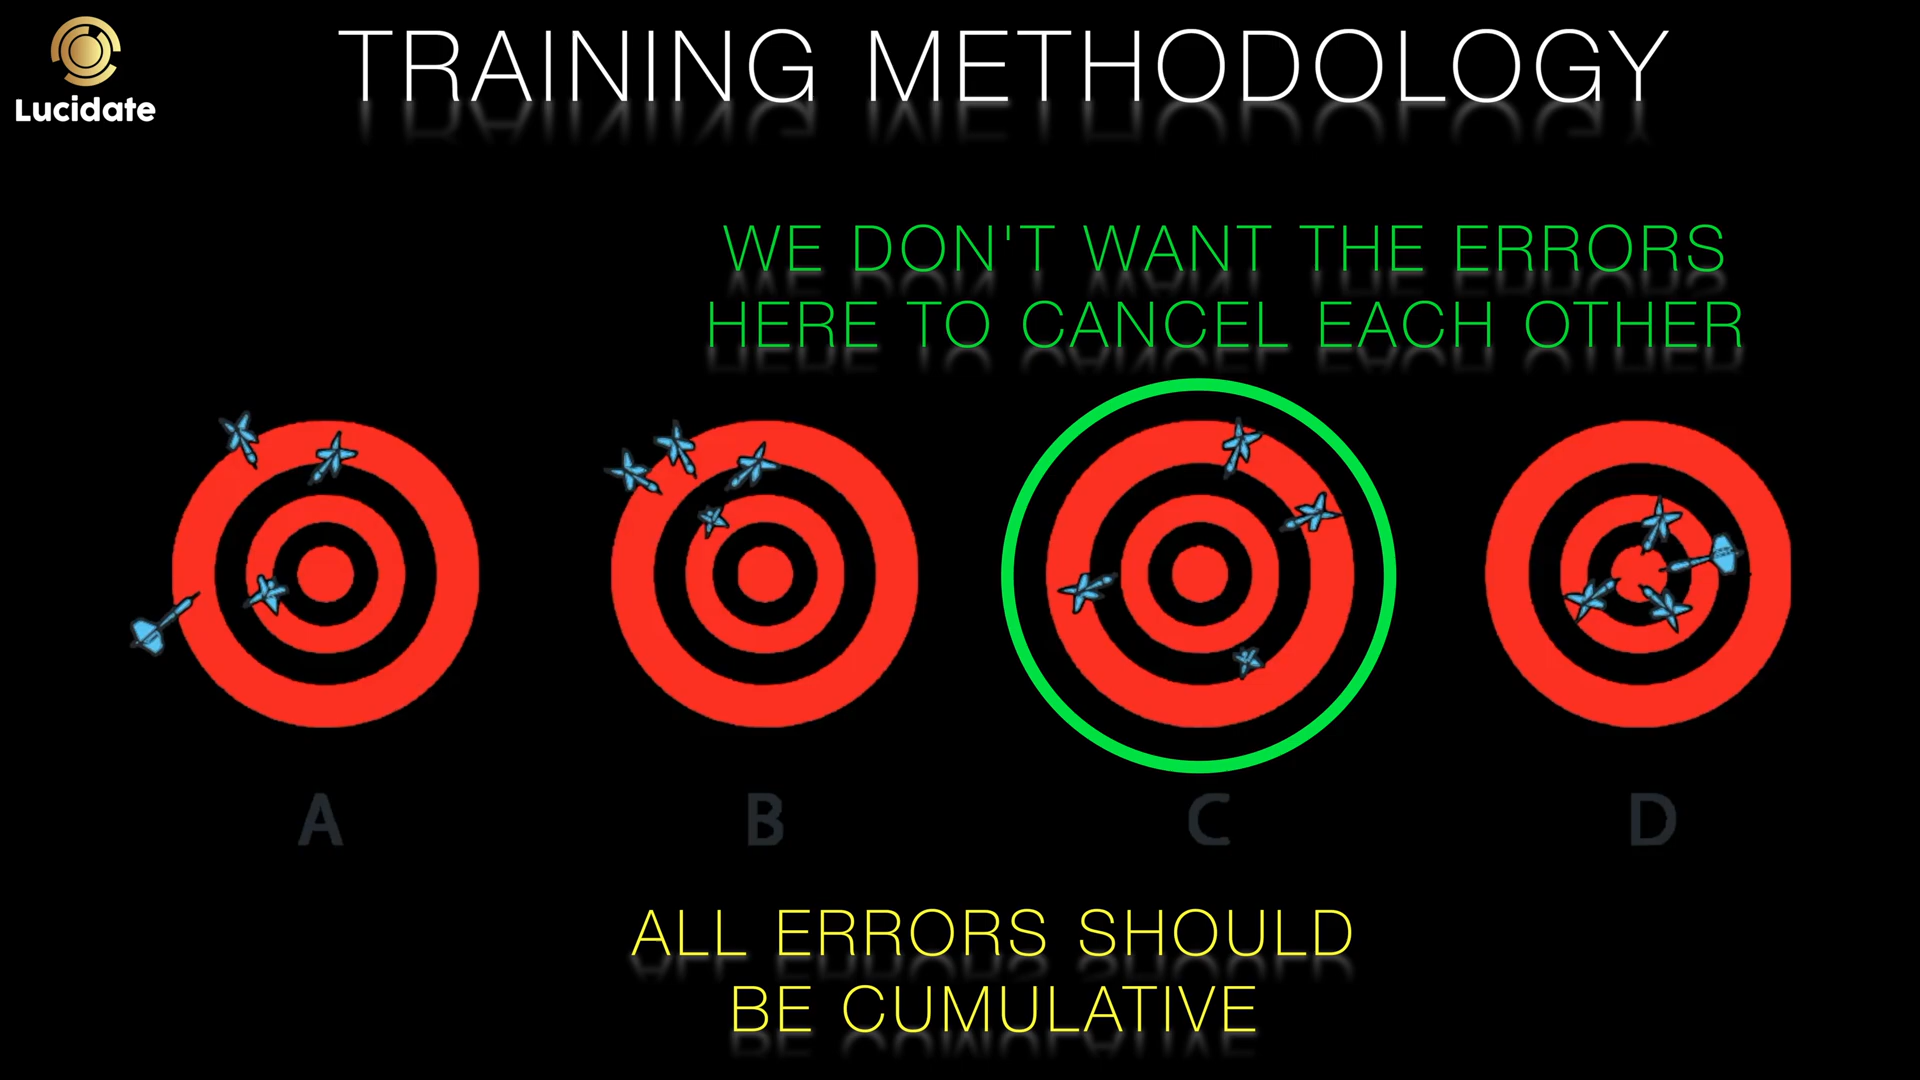 Lucidate
TRAINING METHODOLOGY
WE DON'T WANT THE ERRORS
HERE TO CANCEL EACH OTHER
A B C D
ALL ERRORS SHOULD
BE CUMULATIVE